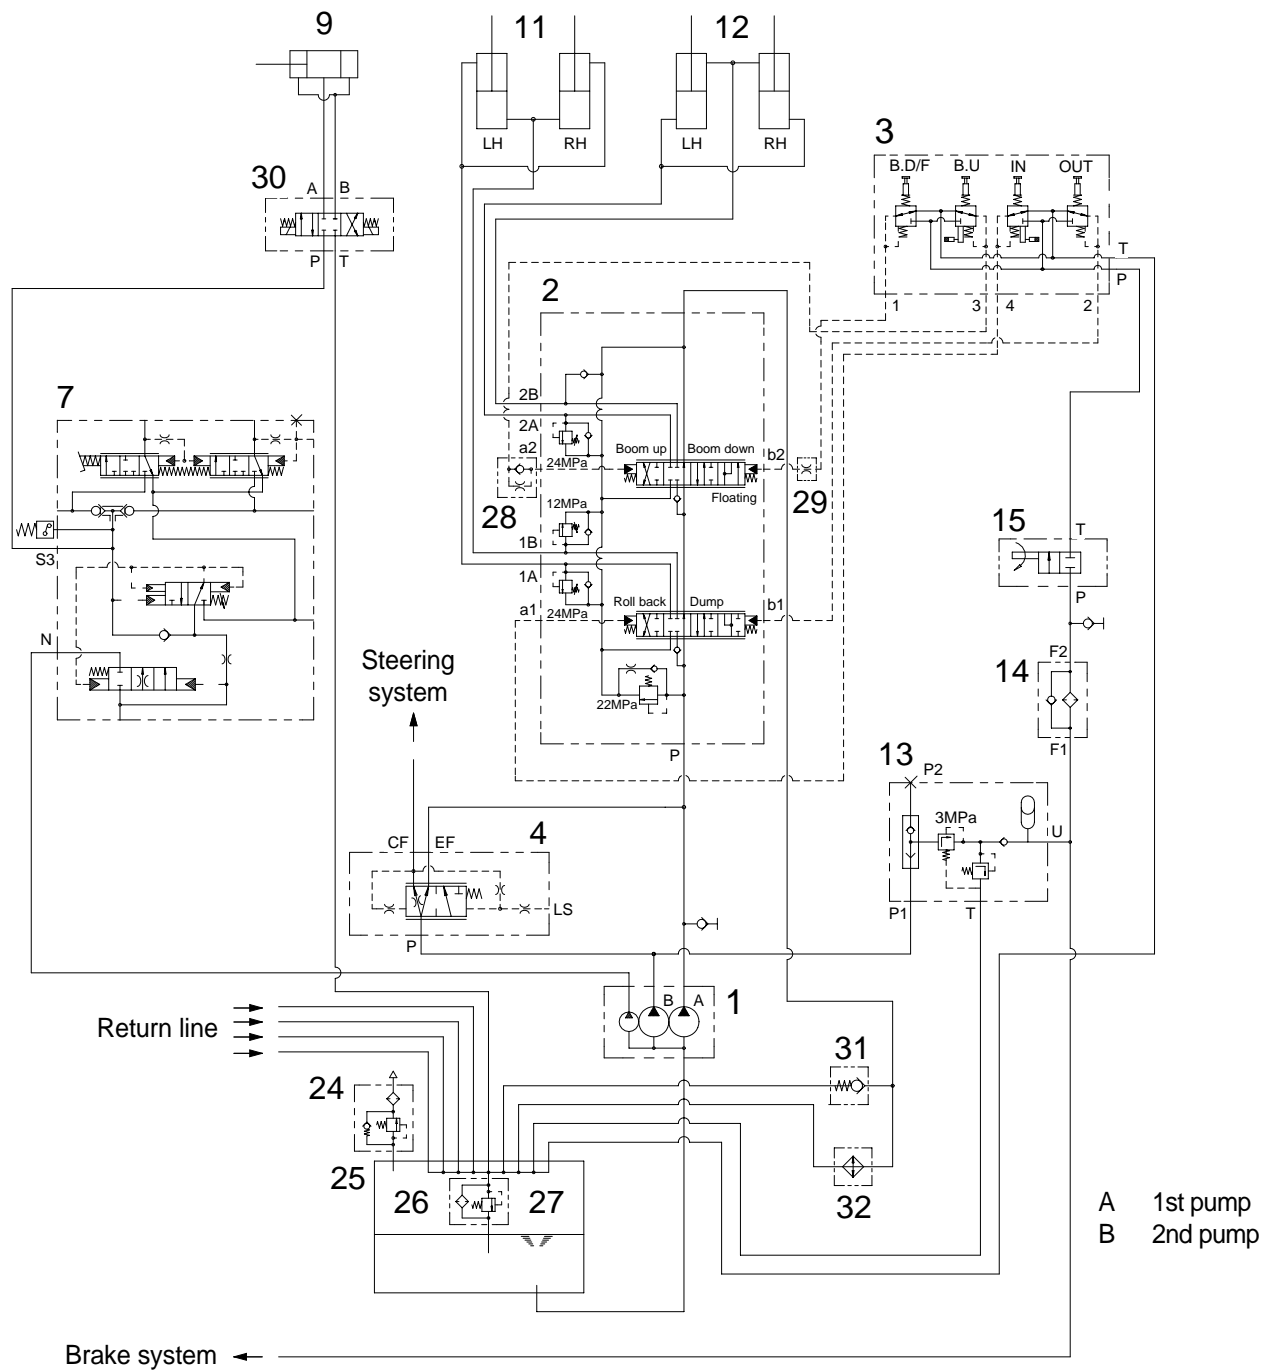 9
11
12
LH
RH
LH
RH
3
B.D/F
B.U
IN
OUT
T
P
1
3
4
2
30
A
B
P
T
2
2B
2A
a2
24MPa
Boom up
Boom down
b2
Floating
28
29
12MPa
1B
1A
a1
24MPa
Roll back
Dump
b1
22MPa
P
7
S3
N
15
T
P
F2
14
F1
Steering
system
13
P2
3MPa
U
P1
T
CF
EF
4
LS
P
B
A
1
Return line
31
24
25
26
27
32
A 1st pump
B 2nd pump
Brake system